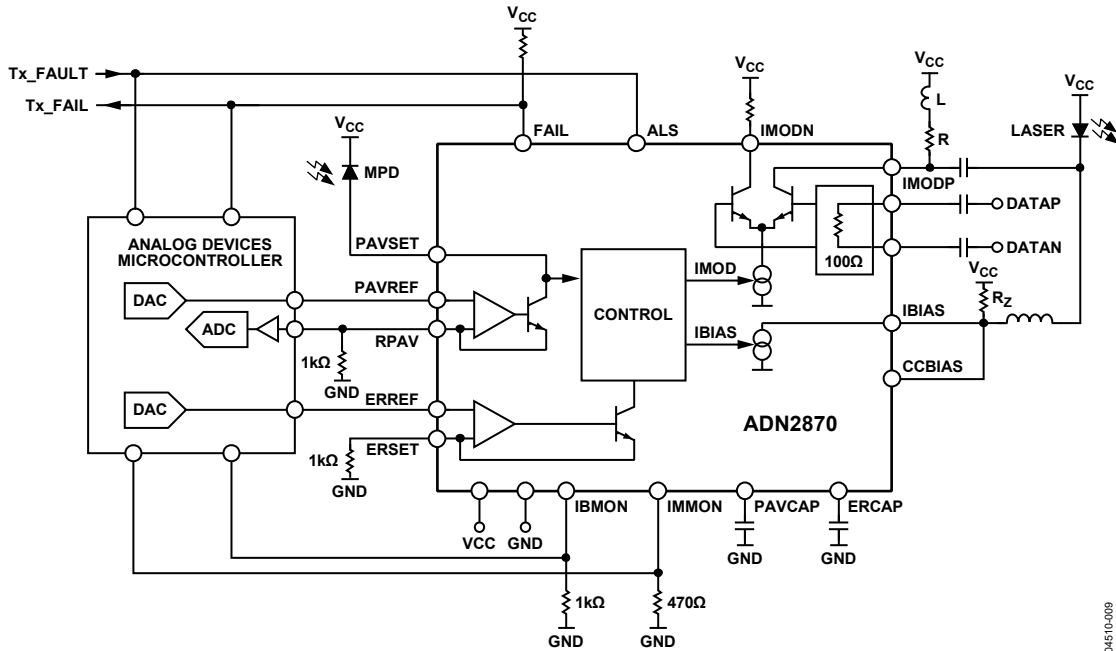 VCC
Tx_FAULT
Tx_FAIL
VCC
VCC
VCC
VCC
L
R
LASER
FAIL
ALS
IMODN
MPD
IMODP
DATAP
DATAN
100Ω
ANALOG DEVICES
MICROCONTROLLER
PAVSET
DAC
PAVREF
ADC
RPAV
1kΩ
GND
CONTROL
IMOD
IBIAS
VCC
RZ
IBIAS
CCBIAS
DAC
ERREF
ERSET
1kΩ
GND
ADN2870
VCC
GND
IBMON
IMMON
PAVCAP
ERCAP
GND
GND
1kΩ
GND
470Ω
GND
04510-009